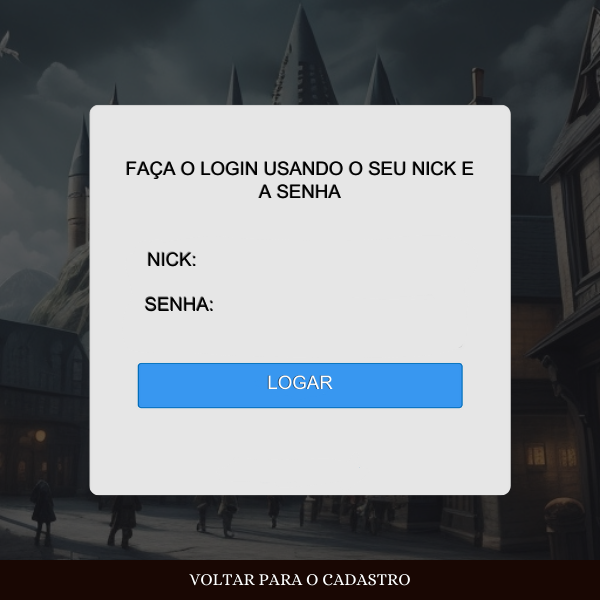 FAÇA O LOGIN USANDO O SEU NICK E
A SENHA
NICK:
SENHA:
LOGAR
VOLTAR PARA O CADASTRO